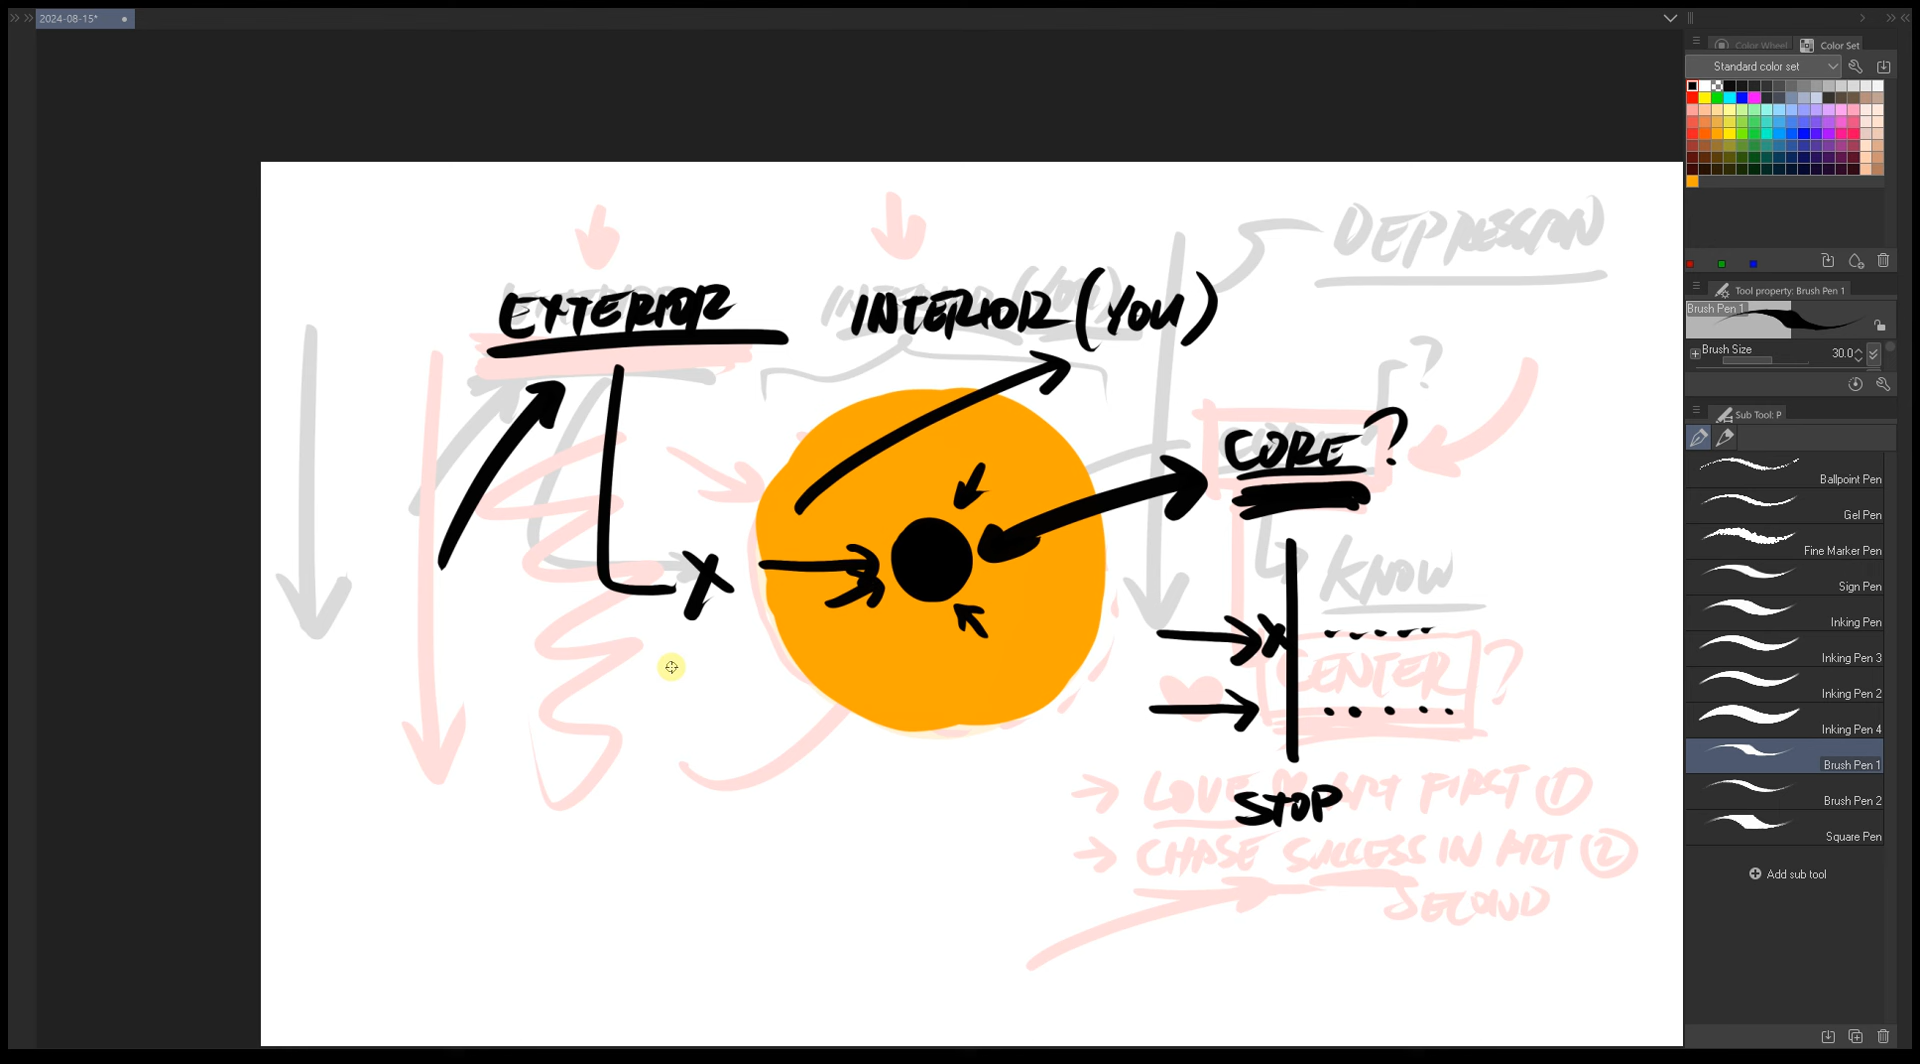 2024-08-15*
Color Wheel
Color Set
Standard color set
Tool property: Brush Pen 1
Brush Pen 1
Brush Size
30.0
Sub Tool: P
Ballpoint Pen
Gel Pen
Fine Marker Pen
Sign Pen
Inking Pen
Inking Pen 3
Inking Pen 2
Inking Pen 4
Brush Pen 1
Brush Pen 2
Square Pen
Add sub tool
DEPRESSION
EXTERIOR
INTERIOR (YOU)
?
CORE?
KNOW
X
X
CENTER?
STOP
→ LOVE ART FIRST ①
→ CHASE SUCCESS IN ART ②
SECOND